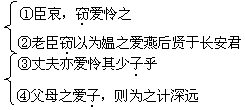 ①臣哀，窃爱怜之
②老臣窃以为媪之爱燕后贤于长安君
③丈夫亦爱怜其少子乎
④父母之爱子，则为之计深远